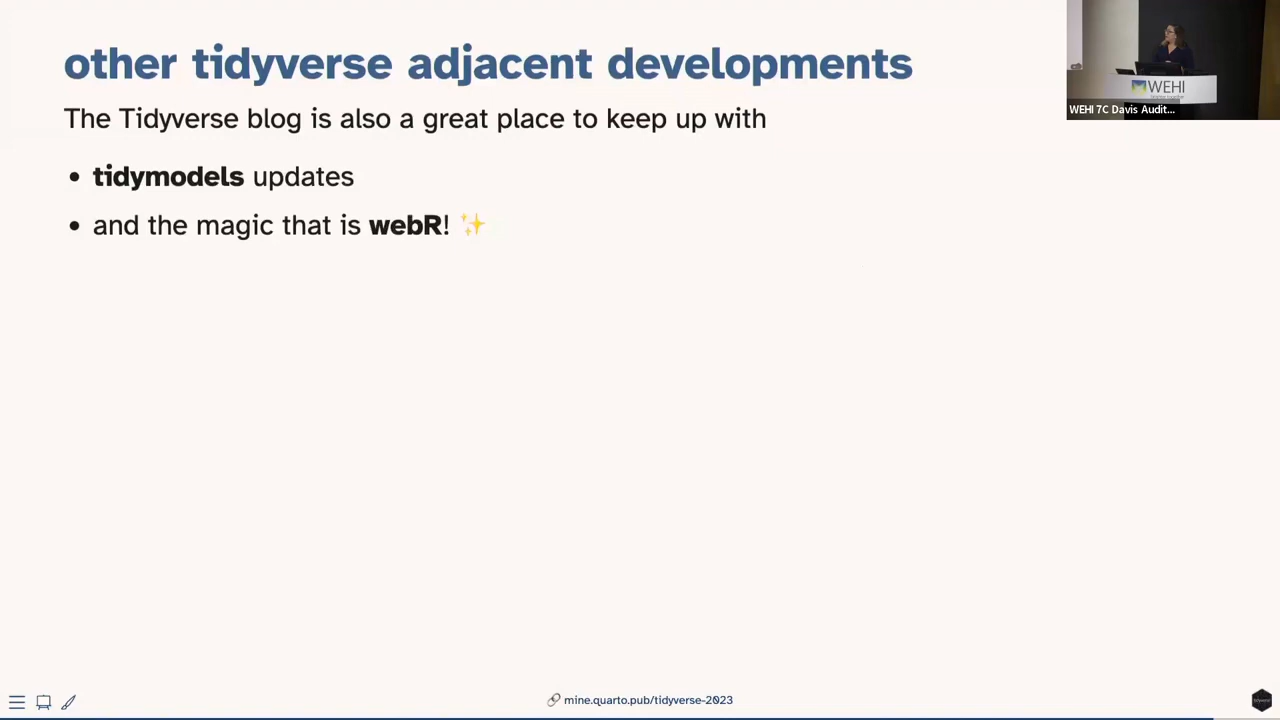 other tidyverse adjacent developments
The Tidyverse blog is also a great place to keep up with
• tidymodels updates
• and the magic that is webR! ✨
WEHI
WEHI 7C Davis Audit...
mine.quarto.pub/tidyverse-2023